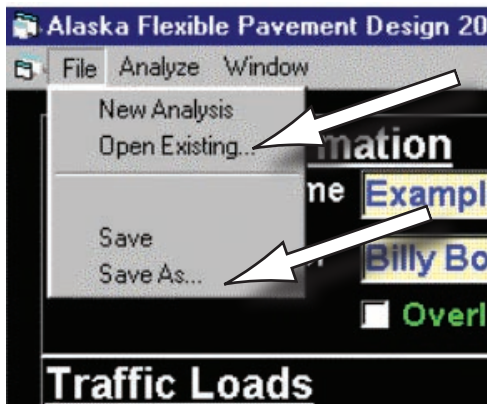 Alaska Flexible Pavement Design 20
File Analyze Window
New Analysis
Open Existing...
mation
me Exampl
Save
Billy Bo
Save As...
Overl
Traffic Loads